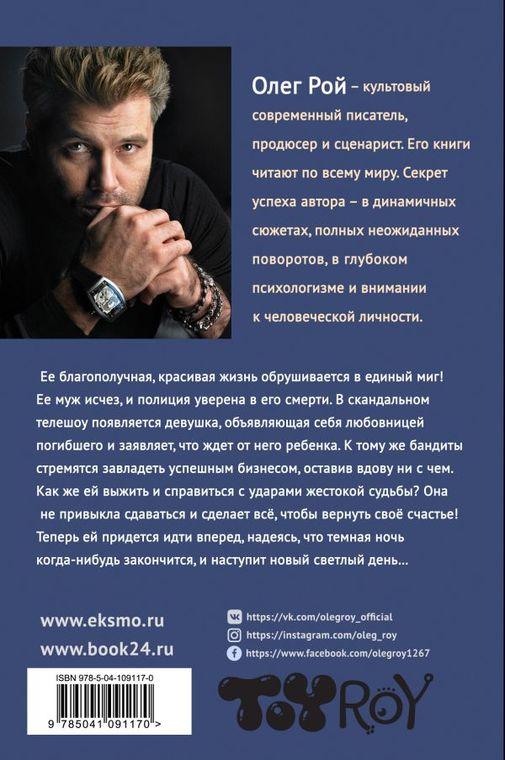 Олег Рой – культовый
современный писатель,
продюсер и сценарист. Его книги
читают по всему миру. Секрет
успеха автора – в динамичных
сюжетах, полных неожиданных
поворотов, в глубоком
психологизме и внимании
к человеческой личности.
Ее благополучная, красивая жизнь обрушивается в единый миг!
Ее муж исчез, и полиция уверена в его смерти. В скандальном
телешоу появляется девушка, объявляющая себя любовницей
погибшего и заявляет, что ждет от него ребенка. К тому же бандиты
стремятся завладеть успешным бизнесом, оставив вдову ни с чем.
Как же ей выжить и справиться с ударами жестокой судьбы? Она
не привыкла сдаваться и сделает всё, чтобы вернуть своё счастье!
Теперь ей придется идти вперед, надеясь, что темная ночь
когда-нибудь закончится, и наступит новый светлый день...
www.eksmo.ru
www.book24.ru
https://vk.com/olegroy_official
https://instagram.com/oleg_roy
https://www.facebook.com/olegroy1267
ISBN 978-5-04-109117-0
9 785041 091170 >
TOYROY